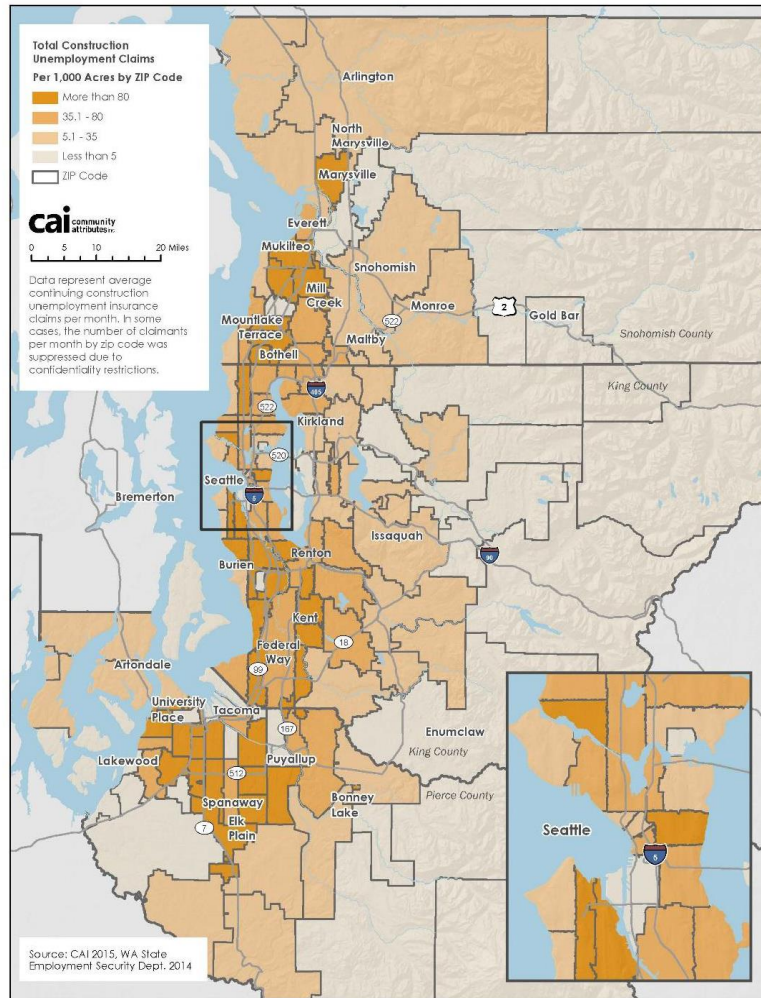 Total Construction
Unemployment Claims
Per 1,000 Acres by ZIP Code
More than 80
35.1 - 80
5.1 - 35
Less than 5
ZIP Code
cai community
attributes inc.
0 5 10 20 Miles
Data represent average
continuing construction
unemployment insurance
claims per month. In some
cases, the number of claimants
per month by zip code was
suppressed due to
confidentiality restrictions.
Arlington
North
Marysville
Marysville
Everett
Mukilteo
Snohomish
Mill
Creek
Monroe
2
Gold Bar
Mountlake
Terrace
522
Maltby
Snohomish County
Bothell
King County
405
522
Kirkland
520
Seattle
5
Bremerton
Issaquah
90
Renton
Burien
Kent
18
Federal
Way
99
Artondale
University
Place
Tacoma
167
Enumclaw
King County
Lakewood
Puyallup
512
Pierce County
Spanaway
Bonney
Lake
Elk
Plain
7
Seattle
5
Source: CAI 2015, WA State
Employment Security Dept. 2014